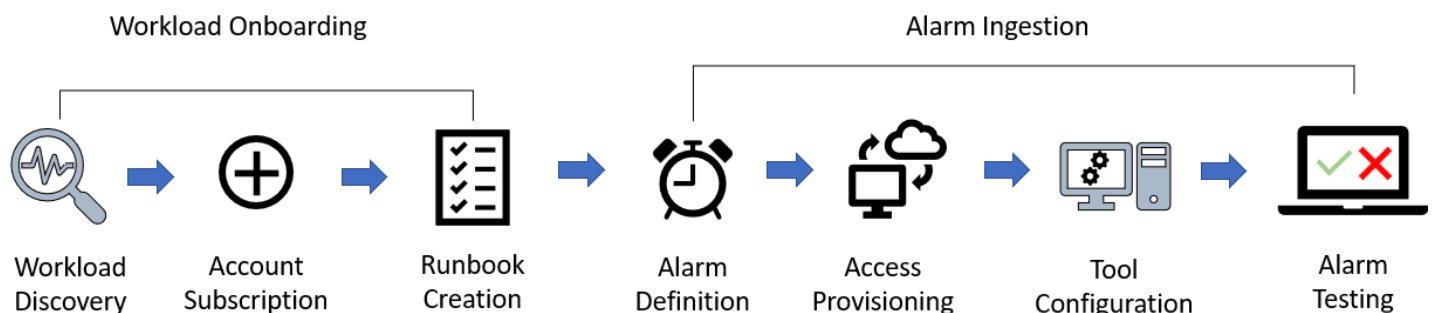 Workload Onboarding
Alarm Ingestion
Workload
Discovery
Account
Subscription
Runbook
Creation
Alarm
Definition
Access
Provisioning
Tool
Configuration
Alarm
Testing